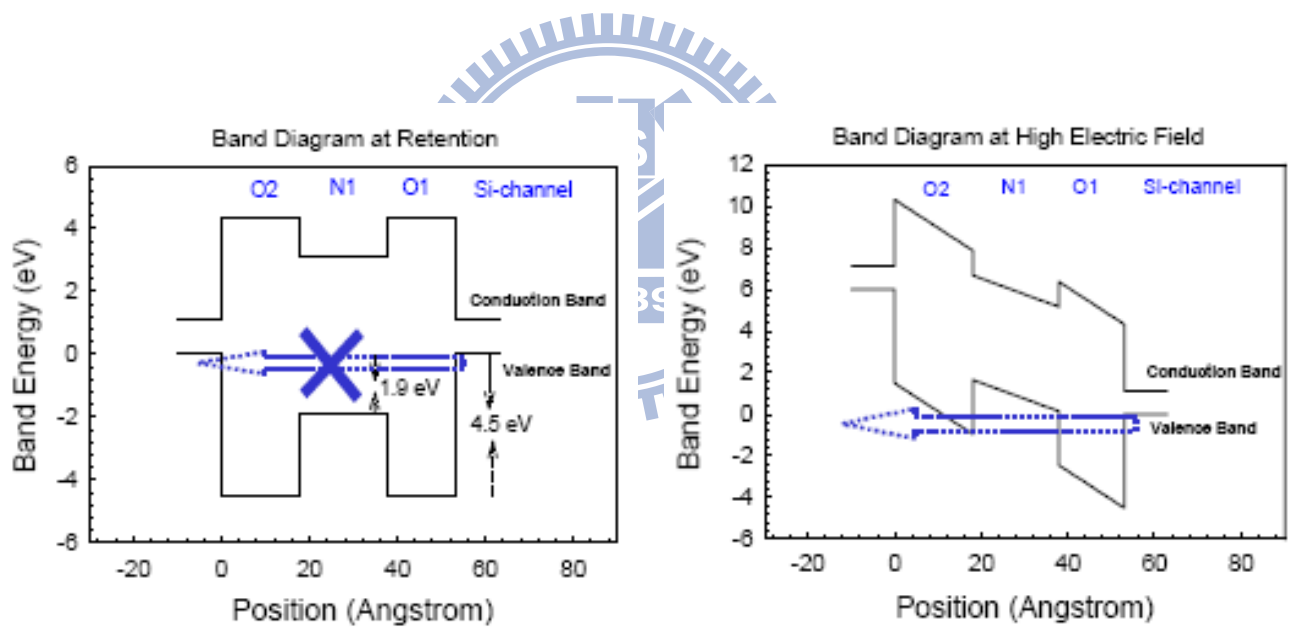 Band Diagram at Retention
6
4
2
0
-2
-4
-6
Band Energy (eV)
O2 N1 O1 Si-channel
Conduction Band
Valence Band
1.9 eV
4.5 eV
-20 0 20 40 60 80
Position (Angstrom)
Band Diagram at High Electric Field
12
10
8
6
4
2
0
-2
-4
-6
Band Energy (eV)
O2 N1 O1 Si-channel
Conduction Band
Valence Band
-20 0 20 40 60 80
Position (Angstrom)